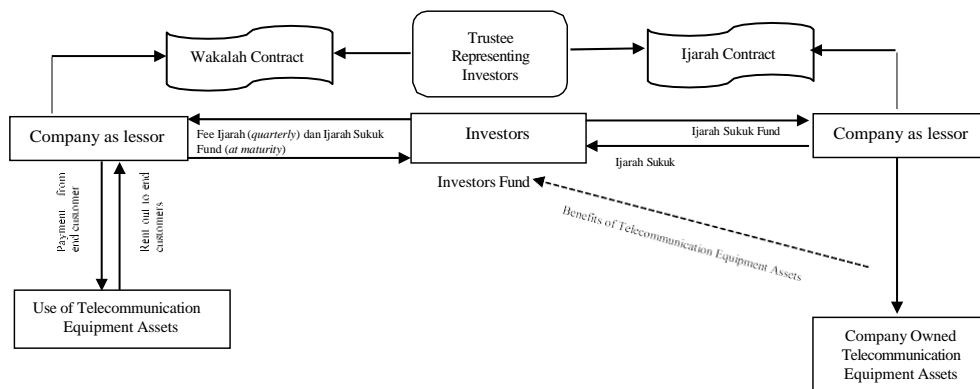 Wakalah Contract
Trustee
Representing
Investors
Ijarah Contract
Company as lessor
Fee Ijarah (quarterly) dan Ijarah Sukuk
Fund (at maturity)
Investors
Ijarah Sukuk Fund
Ijarah Sukuk
Company as lessor
Payment from
end customer
Rent out to end
customers
Investors Fund
Benefits of Telecommunication Equipment Assets
Use of Telecommunication
Equipment Assets
Company Owned
Telecommunication
Equipment Assets